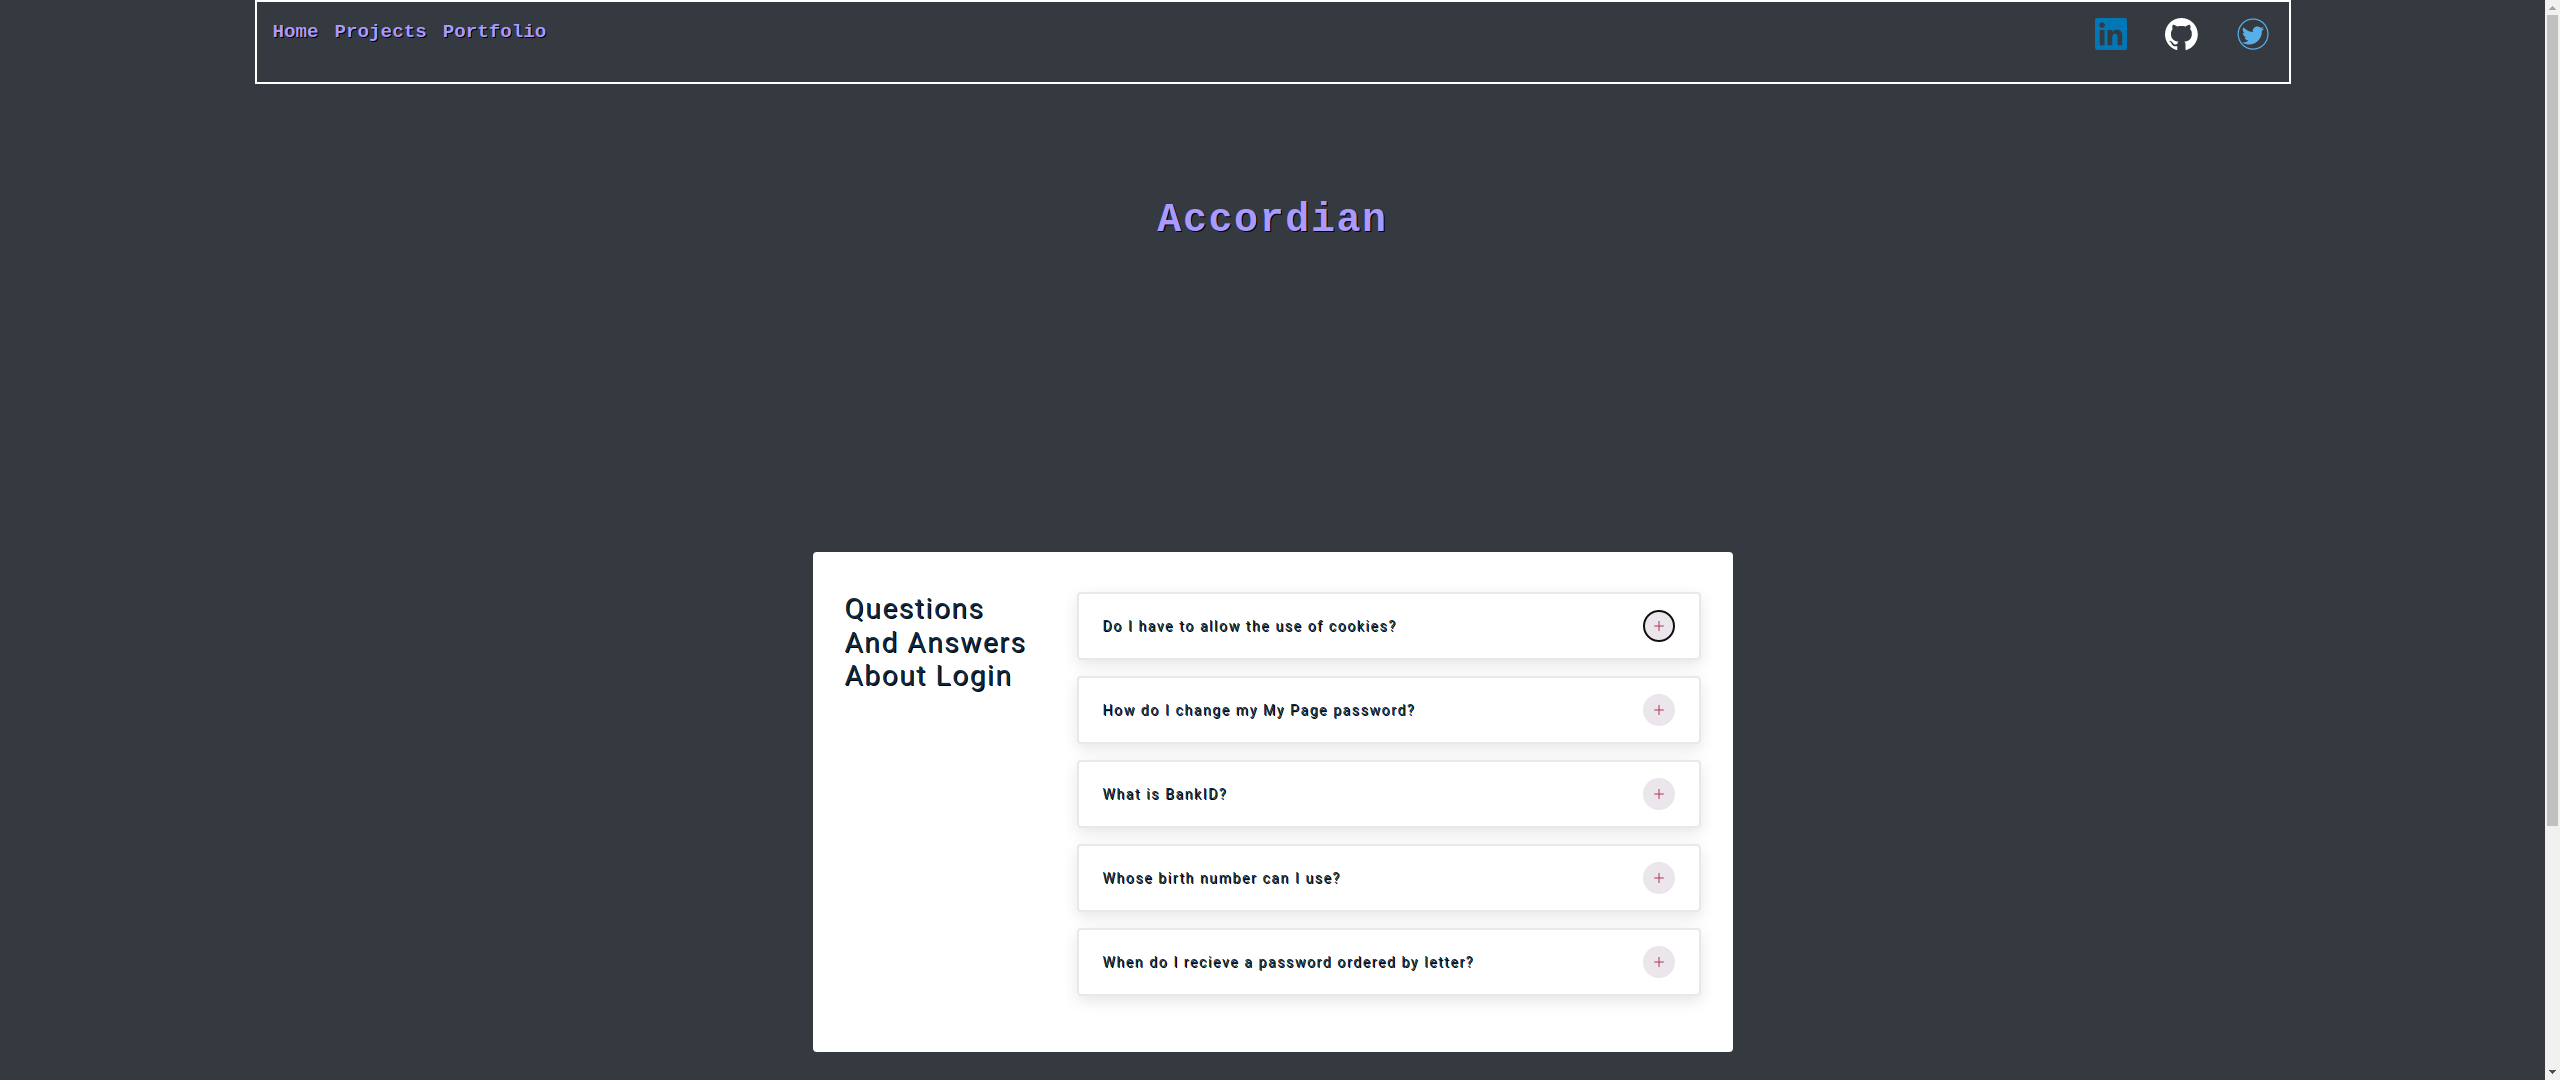 Home Projects Portfolio
in
Accordian
Questions
And Answers
About Login
Do I have to allow the use of cookies?
How do I change my My Page password?
What is BankID?
Whose birth number can I use?
When do I recieve a password ordered by letter?